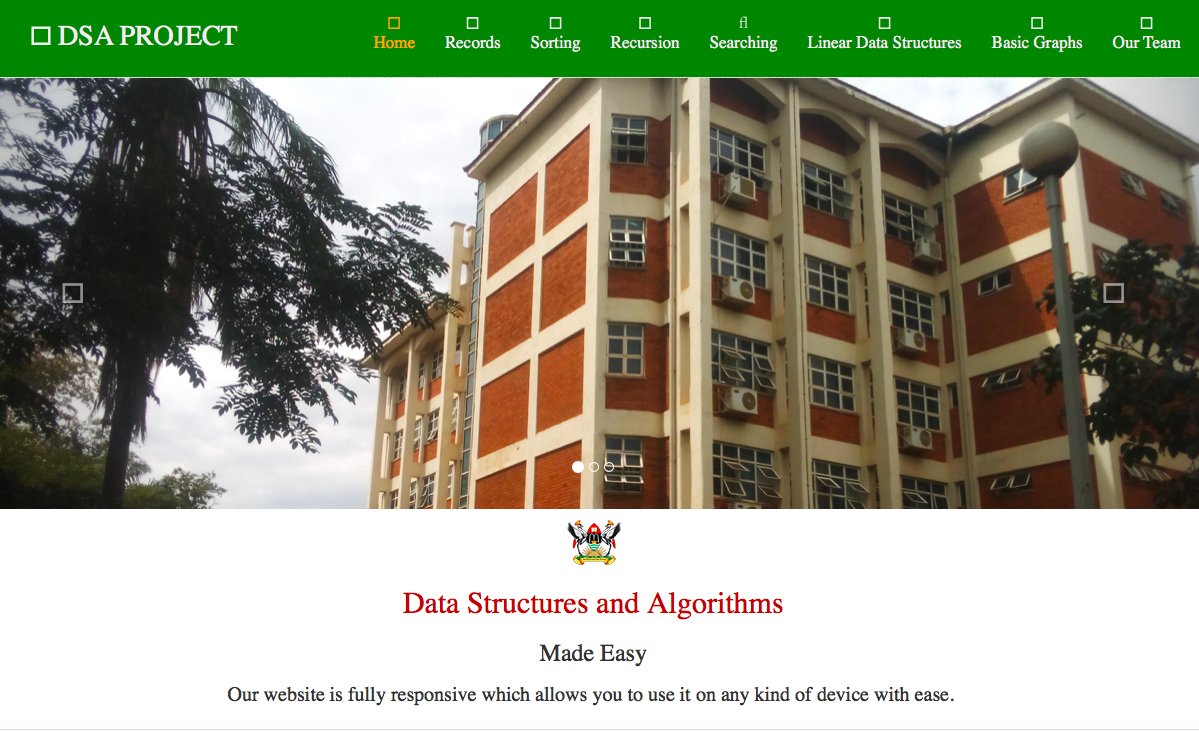 DSA PROJECT
Home
Records
Sorting
Recursion
Searching
Linear Data Structures
Basic Graphs
Our Team
Data Structures and Algorithms
Made Easy
Our website is fully responsive which allows you to use it on any kind of device with ease.